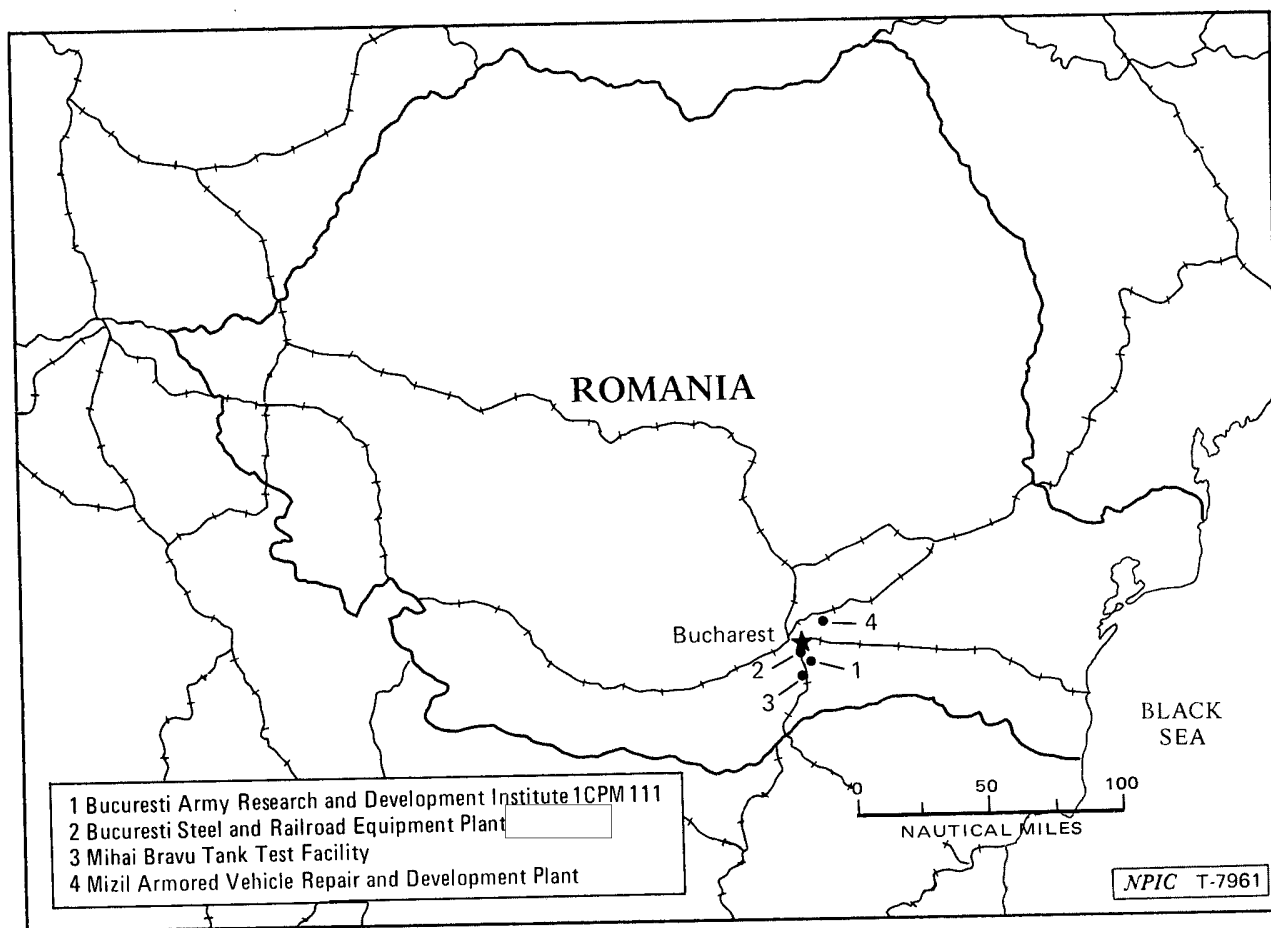 ROMANIA
Bucharest
4
2
1
3
BLACK
SEA
1 Bucuresti Army Research and Development Institute 1CPM 111
2 Bucuresti Steel and Railroad Equipment Plant
3 Mihai Bravu Tank Test Facility
4 Mizil Armored Vehicle Repair and Development Plant
0 50 100
NAUTICAL MILES
NPIC T-7961